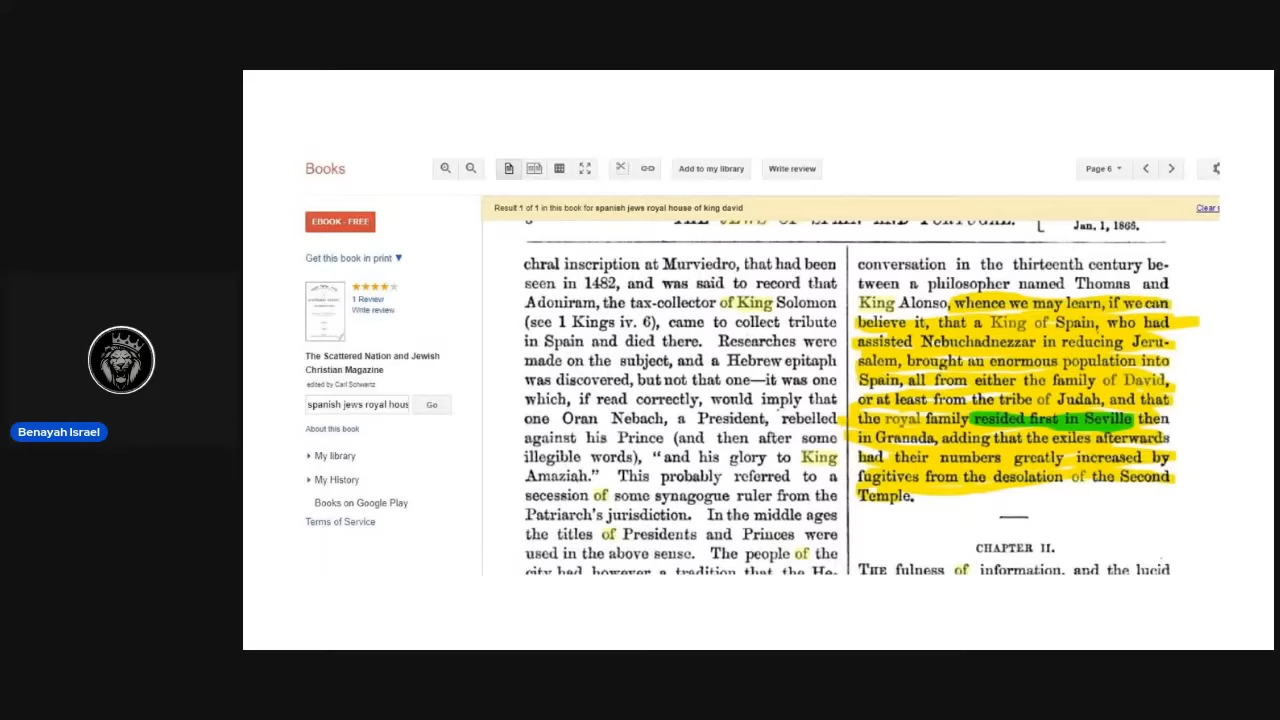 Books
Add to my library
Write review
Page 6
EBOOK - FREE
Get this book in print ▼
1 Review
Write review
The Scattered Nation and Jewish
Christian Magazine
edited by Carl Schwartz
spanish jews royal hous
Go
About this book
My library
My History
Books on Google Play
Terms of Service
Result 1 of 1 in this book for spanish jews royal house of king david
Clear
THE JEWS OF SPAIN AND PORTUGAL.
Jan. 1, 1866.
chral inscription at Murviedro, that had been
seen in 1482, and was said to record that
Adoniram, the tax-collector of King Solomon
(see 1 Kings iv. 6), came to collect tribute
in Spain and died there. Researches were
made on the subject, and a Hebrew epitaph
was discovered, but not that one—it was one
which, if read correctly, would imply that
one Oran Nebach, a President, rebelled
against his Prince (and then after some
illegible words), "and his glory to King
Amaziah." This probably referred to a
secession of some synagogue ruler from the
Patriarch's jurisdiction. In the middle ages
the titles of Presidents and Princes were
used in the above sense. The people of the
city had however a tradition that the He-
conversation in the thirteenth century be-
tween a philosopher named Thomas and
King Alonso, whence we may learn, if we can
believe it, that a King of Spain, who had
assisted Nebuchadnezzar in reducing Jeru-
salem, brought an enormous population into
Spain, all from either the family of David,
or at least from the tribe of Judah, and that
the royal family resided first in Seville then
in Granada, adding that the exiles afterwards
had their numbers greatly increased by
fugitives from the desolation of the Second
Temple.
CHAPTER II.
THE fulness of information, and the lucid
Benayah Israel